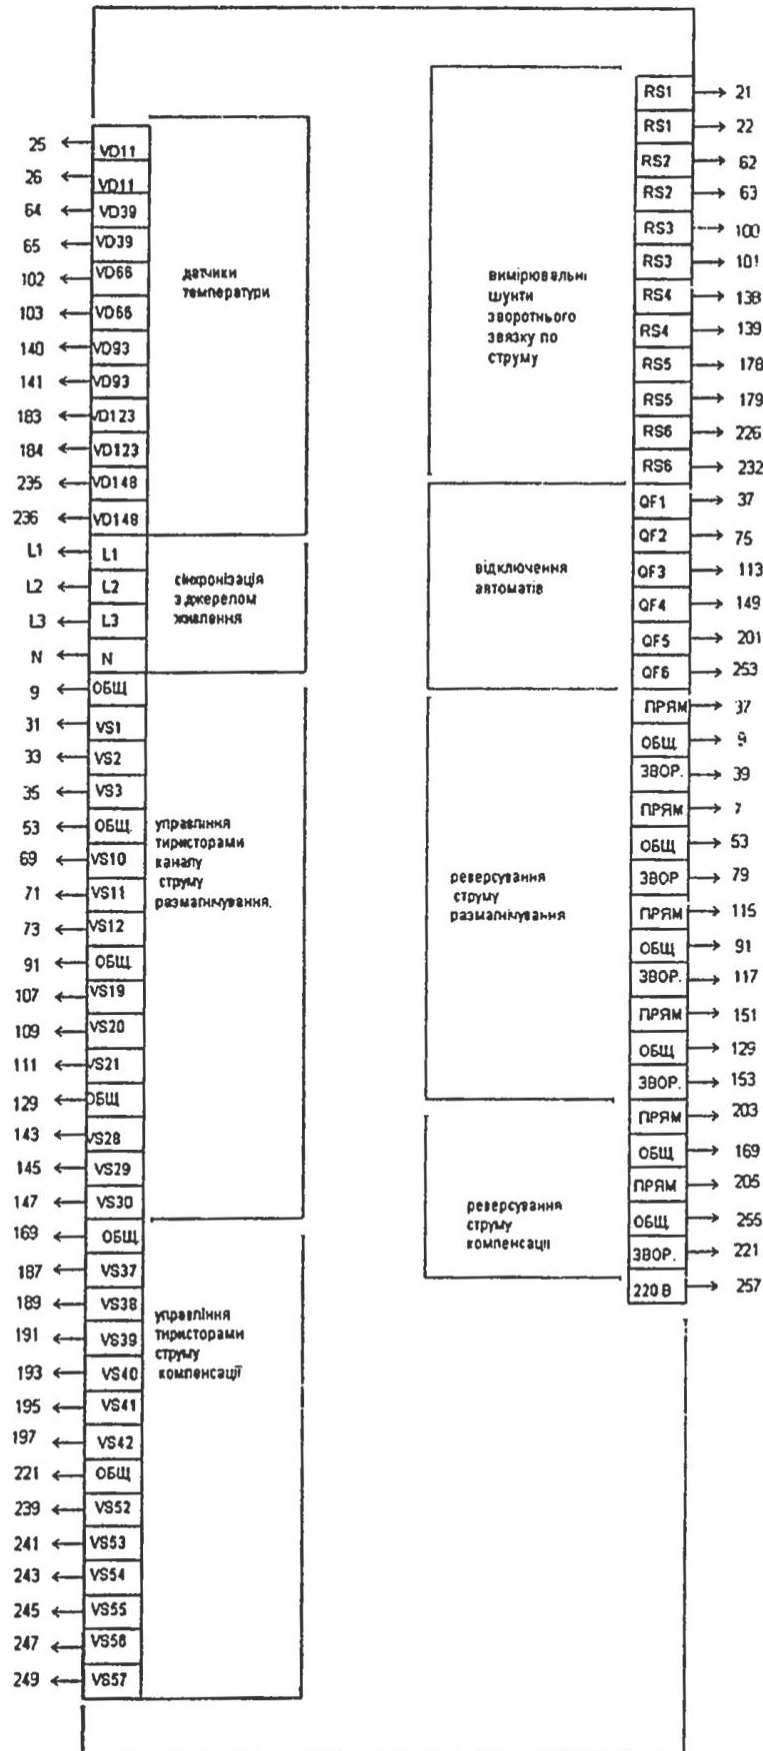 25 VD11
26 VD11
64 VD39
65 VD39
102 VD66
103 VD66
140 VD93
141 VD93
183 VD123
184 VD123
235 VD148
236 VD148
датчики
температури
L1 L1
L2 L2
L3 L3
N N
сінхронізація
з джерелом
живлення
9 ОБЩ
31 VS1
33 VS2
35 VS3
53 ОБЩ.
69 VS10
71 VS11
73 VS12
91 ОБЩ.
107 VS19
109 VS20
111 VS21
129 ОБЩ
143 VS28
145 VS29
147 VS30
управління
тиристорами
каналу
струму
размагнічування.
169 ОБЩ
187 VS37
189 VS38
191 VS39
193 VS40
195 VS41
197 VS42
221 ОБЩ
239 VS52
241 VS53
243 VS54
245 VS55
247 VS56
249 VS57
управління
тиристорами
струму
компенсації
вимірювальні
шунти
зворотнього
звязку по
струму
RS1 21
RS1 22
RS2 62
RS2 63
RS3 100
RS3 101
RS4 138
RS4 139
RS5 178
RS5 179
RS6 226
RS6 232
відключення
автоматів
QF1 37
QF2 75
QF3 113
QF4 149
QF5 201
QF6 253
реверсування
струму
размагнічування
ПРЯМ 37
ОБЩ 9
ЗВОР. 39
ПРЯМ 7
ОБЩ 53
ЗВОР 79
ПРЯМ 115
ОБЩ 91
ЗВОР. 117
ПРЯМ 151
ОБЩ 129
ЗВОР. 153
реверсування
струму
компенсації
ПРЯМ 203
ОБЩ 169
ПРЯМ 205
ОБЩ 255
ЗВОР. 221
220 В 257